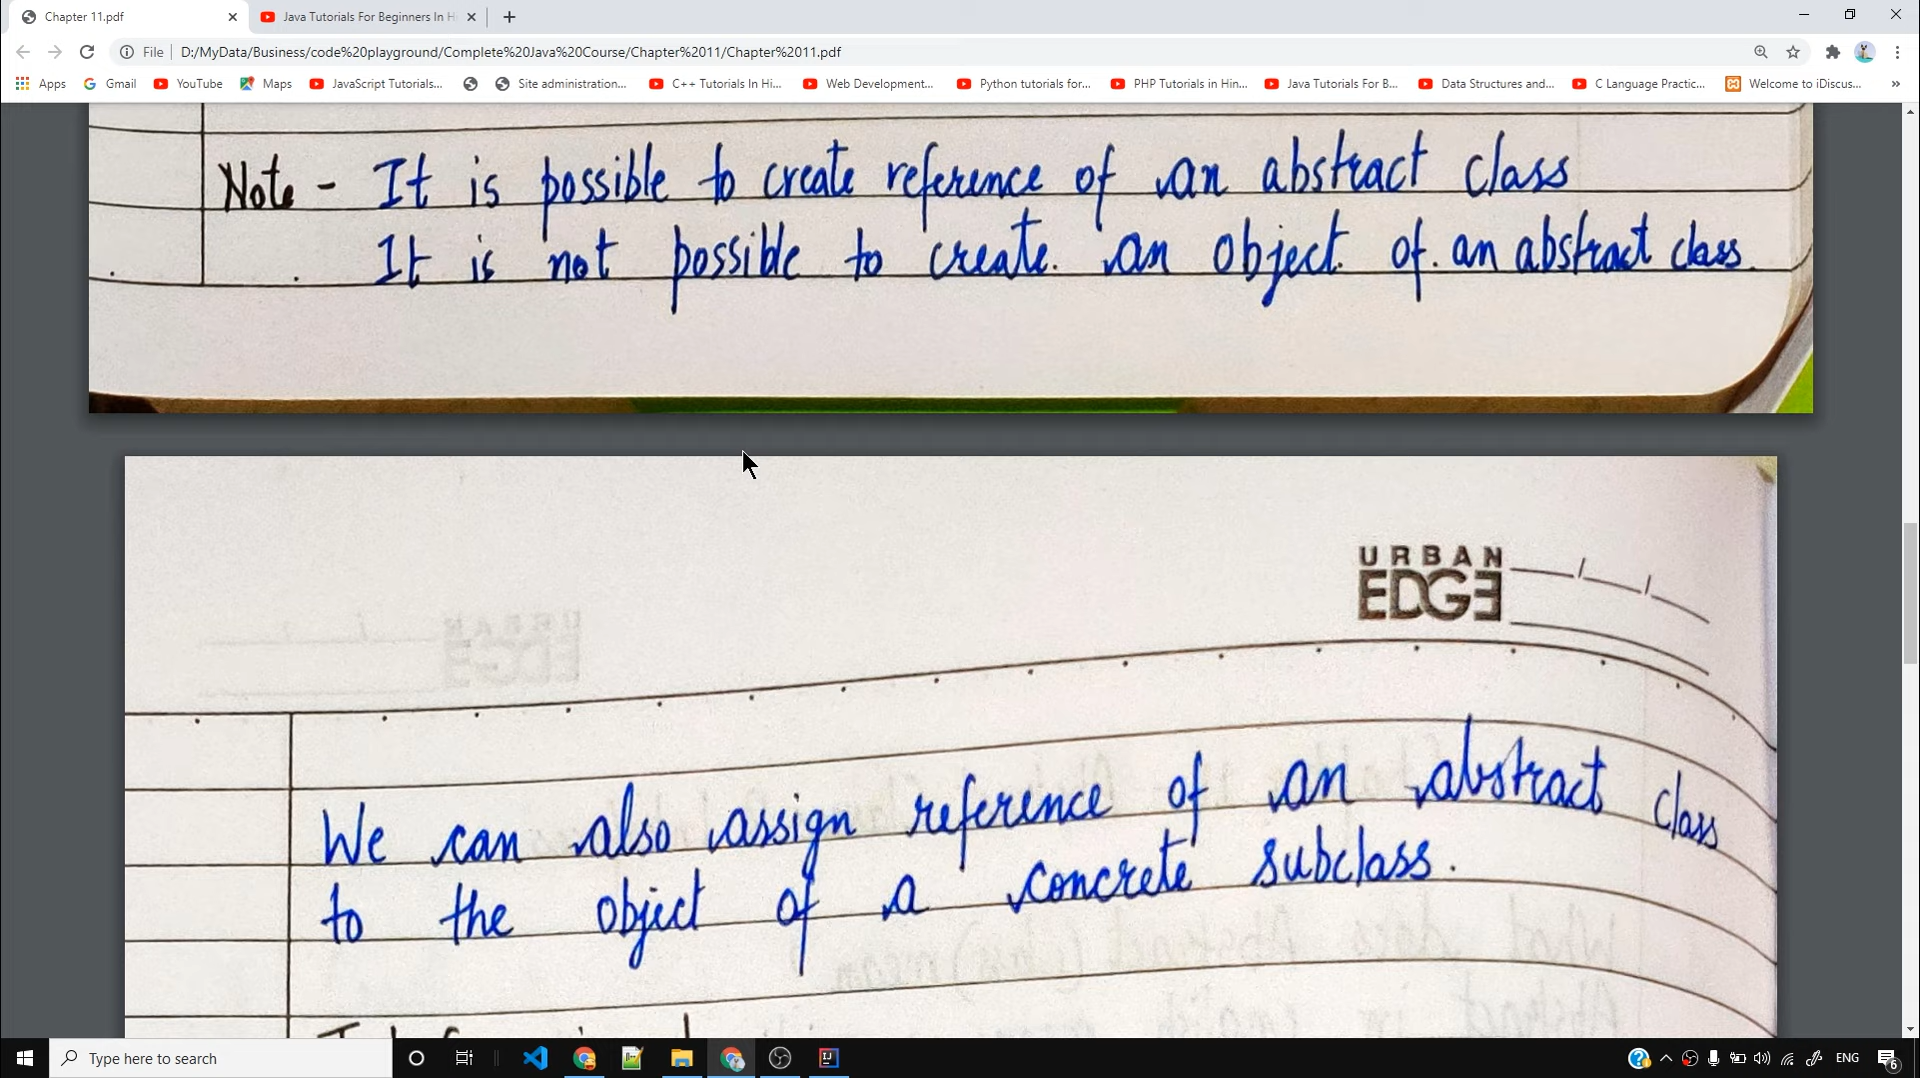 Chapter 11.pdf
Java Tutorials For Beginners In H
File
D:/MyData/Business/code%20playground/Complete%20Java%20Course/Chapter%2011/Chapter%2011.pdf
Apps
Gmail
YouTube
Maps
JavaScript Tutorials...
Site administration...
C++ Tutorials In Hi...
Web Development...
Python tutorials for...
PHP Tutorials in Hin...
Java Tutorials For B...
Data Structures and...
C Language Practic...
Welcome to iDiscus...
»
Note - It is possible to create reference of an abstract class
It is not possible to create an object of an abstract class.
URBAN
EDGE
We can also assign reference of an abstract class
to the object of a concrete subclass.
Type here to search
ENG
6